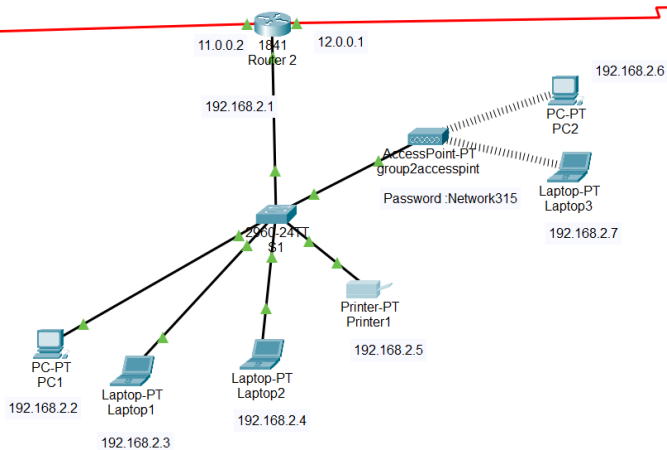 11.0.0.2
1841
12.0.0.1
Router 2
192.168.2.1
192.168.2.6
PC-PT
PC2
AccessPoint-PT
group2accesspint
Password :Network315
Laptop-PT
Laptop3
192.168.2.7
2960-24TT
S1
Printer-PT
Printer1
192.168.2.5
PC-PT
PC1
192.168.2.2
Laptop-PT
Laptop1
192.168.2.3
Laptop-PT
Laptop2
192.168.2.4